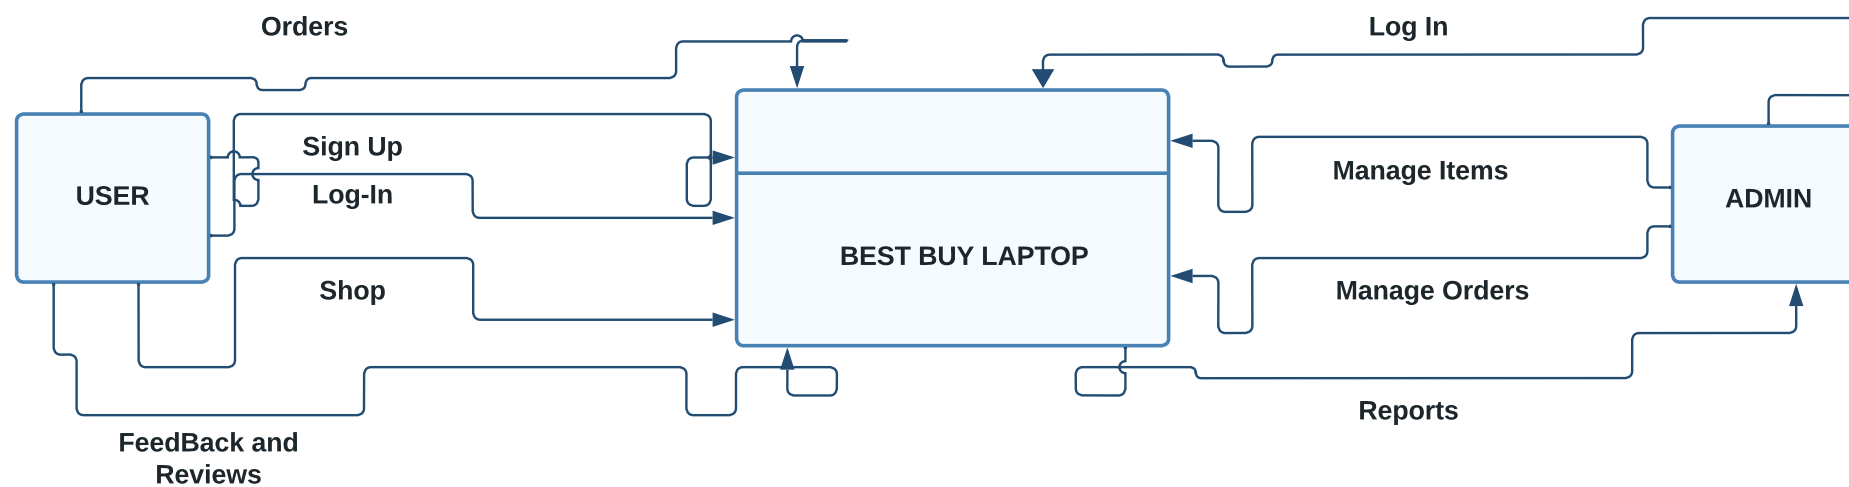 Orders
Log In
Sign Up
Manage Items
USER
Log-In
ADMIN
BEST BUY LAPTOP
Shop
Manage Orders
Reports
FeedBack and
Reviews